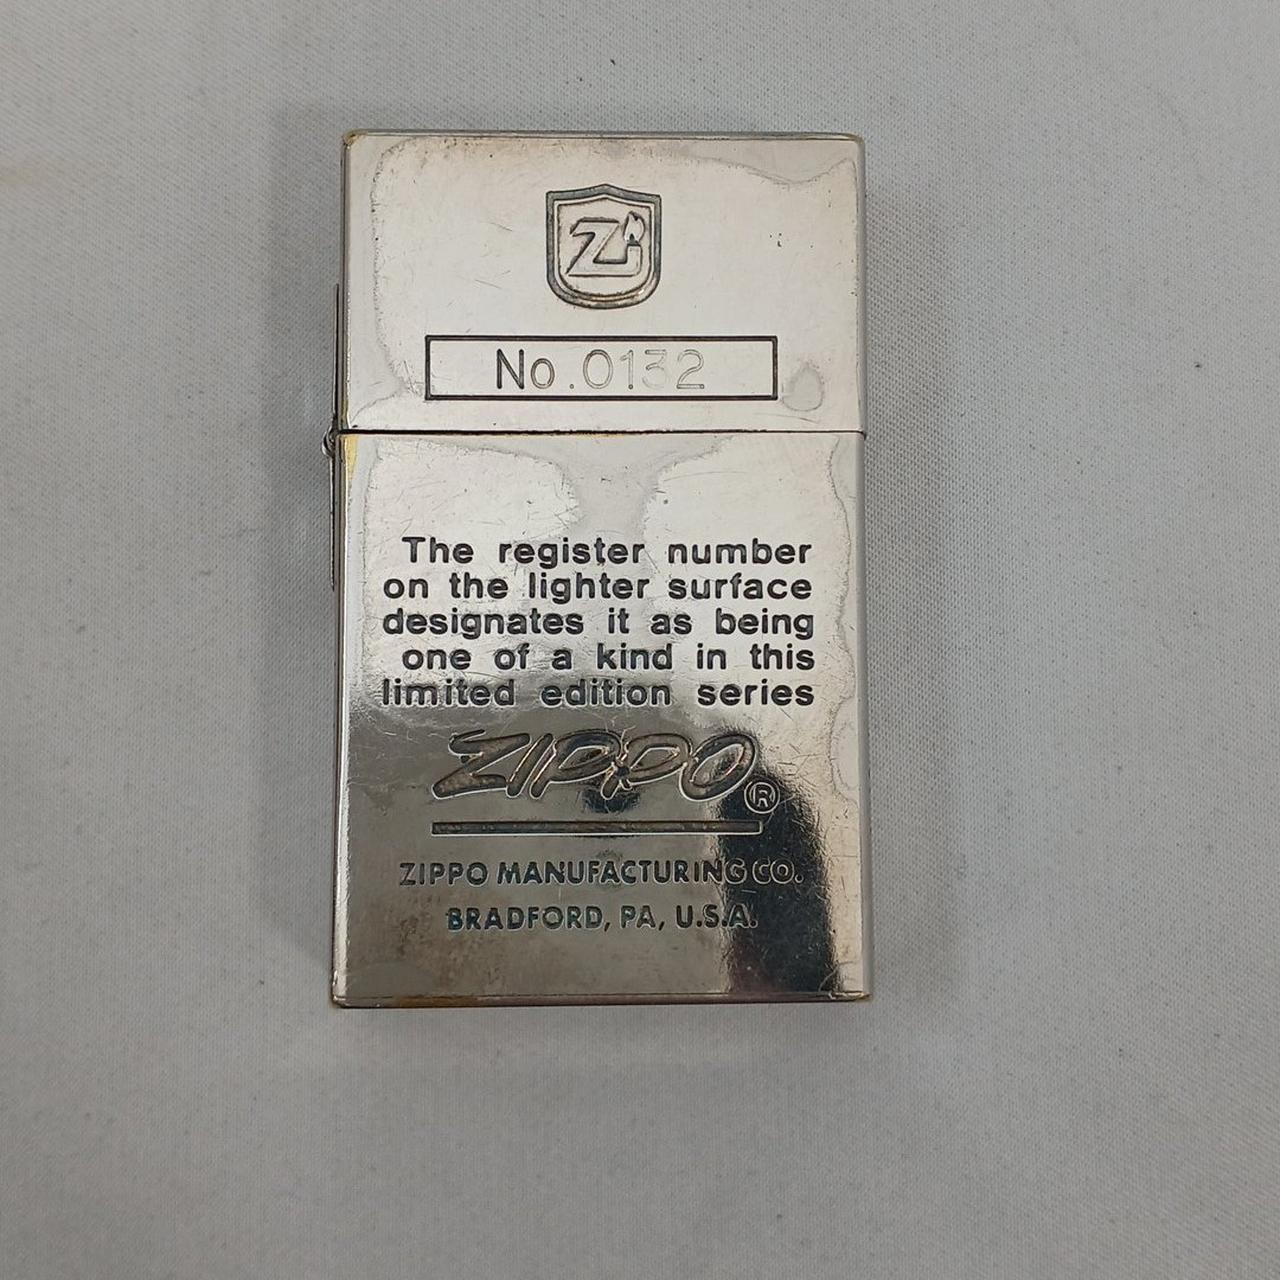 Zi
No.0132
The register number
on the lighter surface
designates it as being
one of a kind in this
limited edition series
ZIPPO®
ZIPPO MANUFACTURING CO.
BRADFORD, PA, U.S.A.